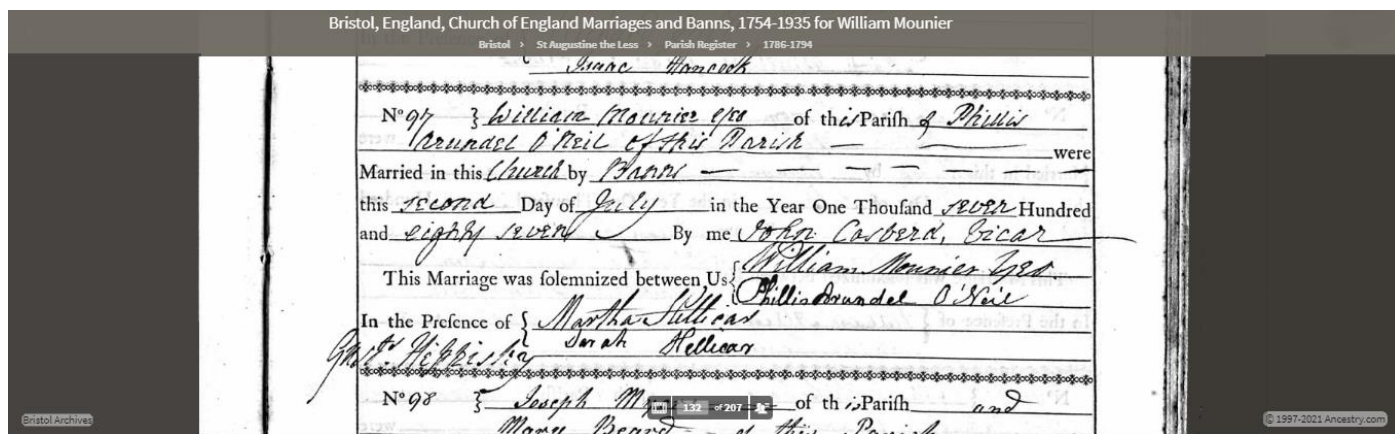 Bristol, England, Church of England Marriages and Banns, 1754-1935 for William Mounier
Bristol › St Augustine the Less › Parish Register › 1786-1794
Isaac Hancock
No 97 } William Mounier of this Parish & Phillis
Arundel O'Neil of this Parish — — were
Married in this Church by Banns — — — —
this second Day of July in the Year One Thouſand seven Hundred
and eighty seven By me John Casberd, Vicar
This Marriage was ſolemnized between Us { William Mounier
Phillis Arundel O'Neil
In the Preſence of { Martha Hellicar
Sarah Hellicar
Hippisley
No 98 } Joseph of this Pariſh and
132 of 207
Mary Beard of this Parish
Bristol Archives
© 1997-2021 Ancestry.com